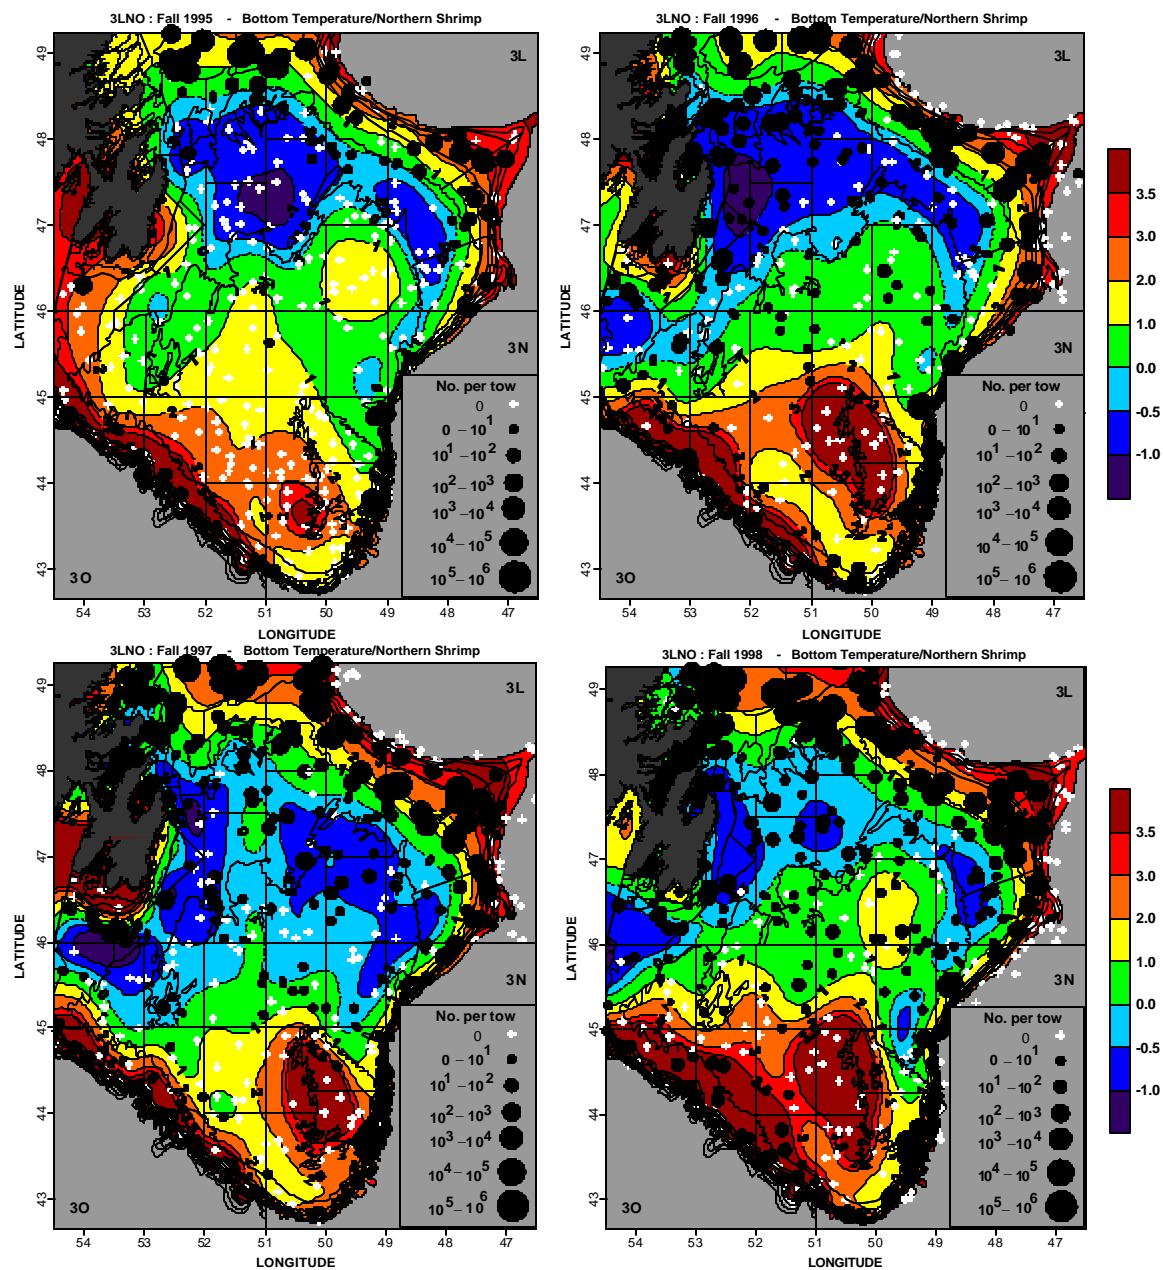 3LNO : Fall 1995 - Bottom Temperature/Northern Shrimp
3L
49
48
47
46
45
44
43
LATITUDE
3N
3O
No. per tow
0
0 – 10^1
10^1 – 10^2
10^2 – 10^3
10^3 – 10^4
10^4 – 10^5
10^5 – 10^6
54 53 52 51 50 49 48 47
LONGITUDE
3LNO : Fall 1996 - Bottom Temperature/Northern Shrimp
3L
49
48
47
46
45
44
43
LATITUDE
3N
3O
No. per tow
0
0 – 10^1
10^1 – 10^2
10^2 – 10^3
10^3 – 10^4
10^4 – 10^5
10^5 – 10^6
54 53 52 51 50 49 48 47
LONGITUDE
3.5
3.0
2.0
1.0
0.0
-0.5
-1.0
3LNO : Fall 1997 - Bottom Temperature/Northern Shrimp
3L
49
48
47
46
45
44
43
LATITUDE
3N
3O
No. per tow
0
0 – 10^1
10^1 – 10^2
10^2 – 10^3
10^3 – 10^4
10^4 – 10^5
10^5 – 10^6
54 53 52 51 50 49 48 47
LONGITUDE
3LNO : Fall 1998 - Bottom Temperature/Northern Shrimp
3L
49
48
47
46
45
44
43
LATITUDE
3N
3O
No. per tow
0
0 – 10^1
10^1 – 10^2
10^2 – 10^3
10^3 – 10^4
10^4 – 10^5
10^5 – 10^6
54 53 52 51 50 49 48 47
LONGITUDE
3.5
3.0
2.0
1.0
0.0
-0.5
-1.0